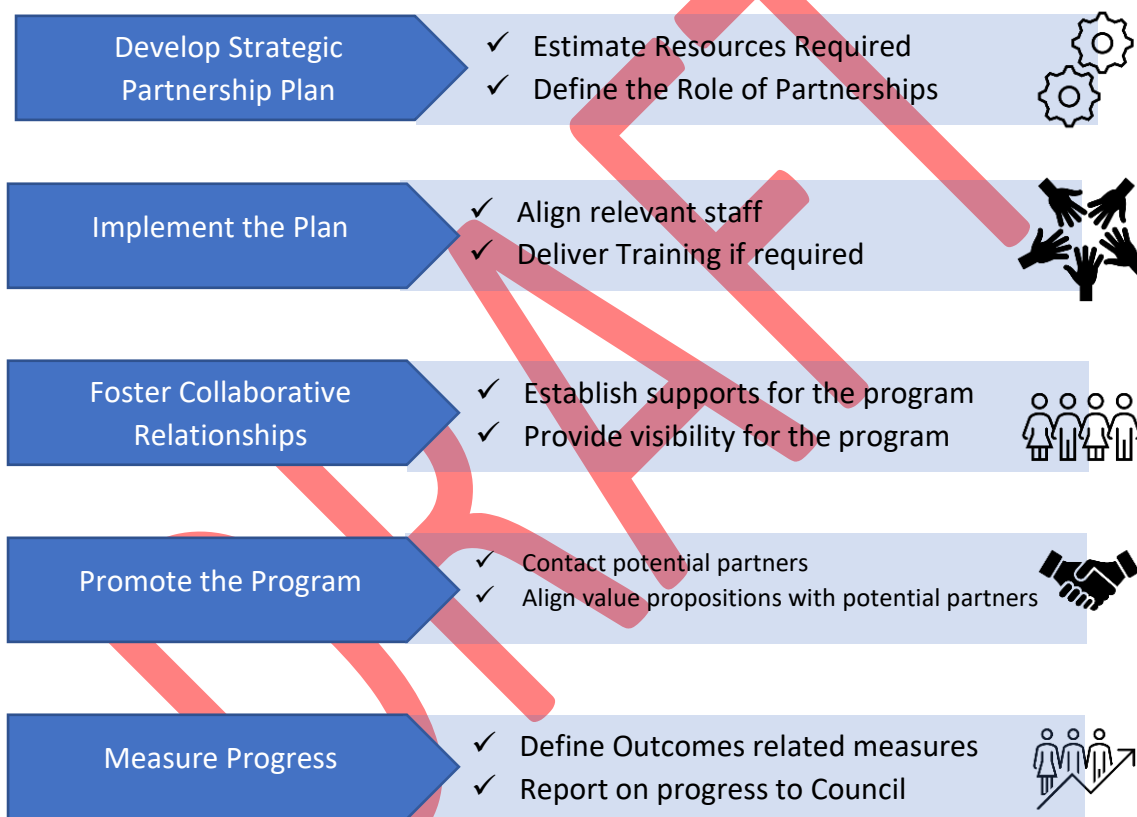 Develop Strategic
Partnership Plan
✓ Estimate Resources Required
✓ Define the Role of Partnerships
Implement the Plan
✓ Align relevant staff
✓ Deliver Training if required
Foster Collaborative
Relationships
✓ Establish supports for the program
✓ Provide visibility for the program
Promote the Program
✓ Contact potential partners
✓ Align value propositions with potential partners
Measure Progress
✓ Define Outcomes related measures
✓ Report on progress to Council
DRAFT